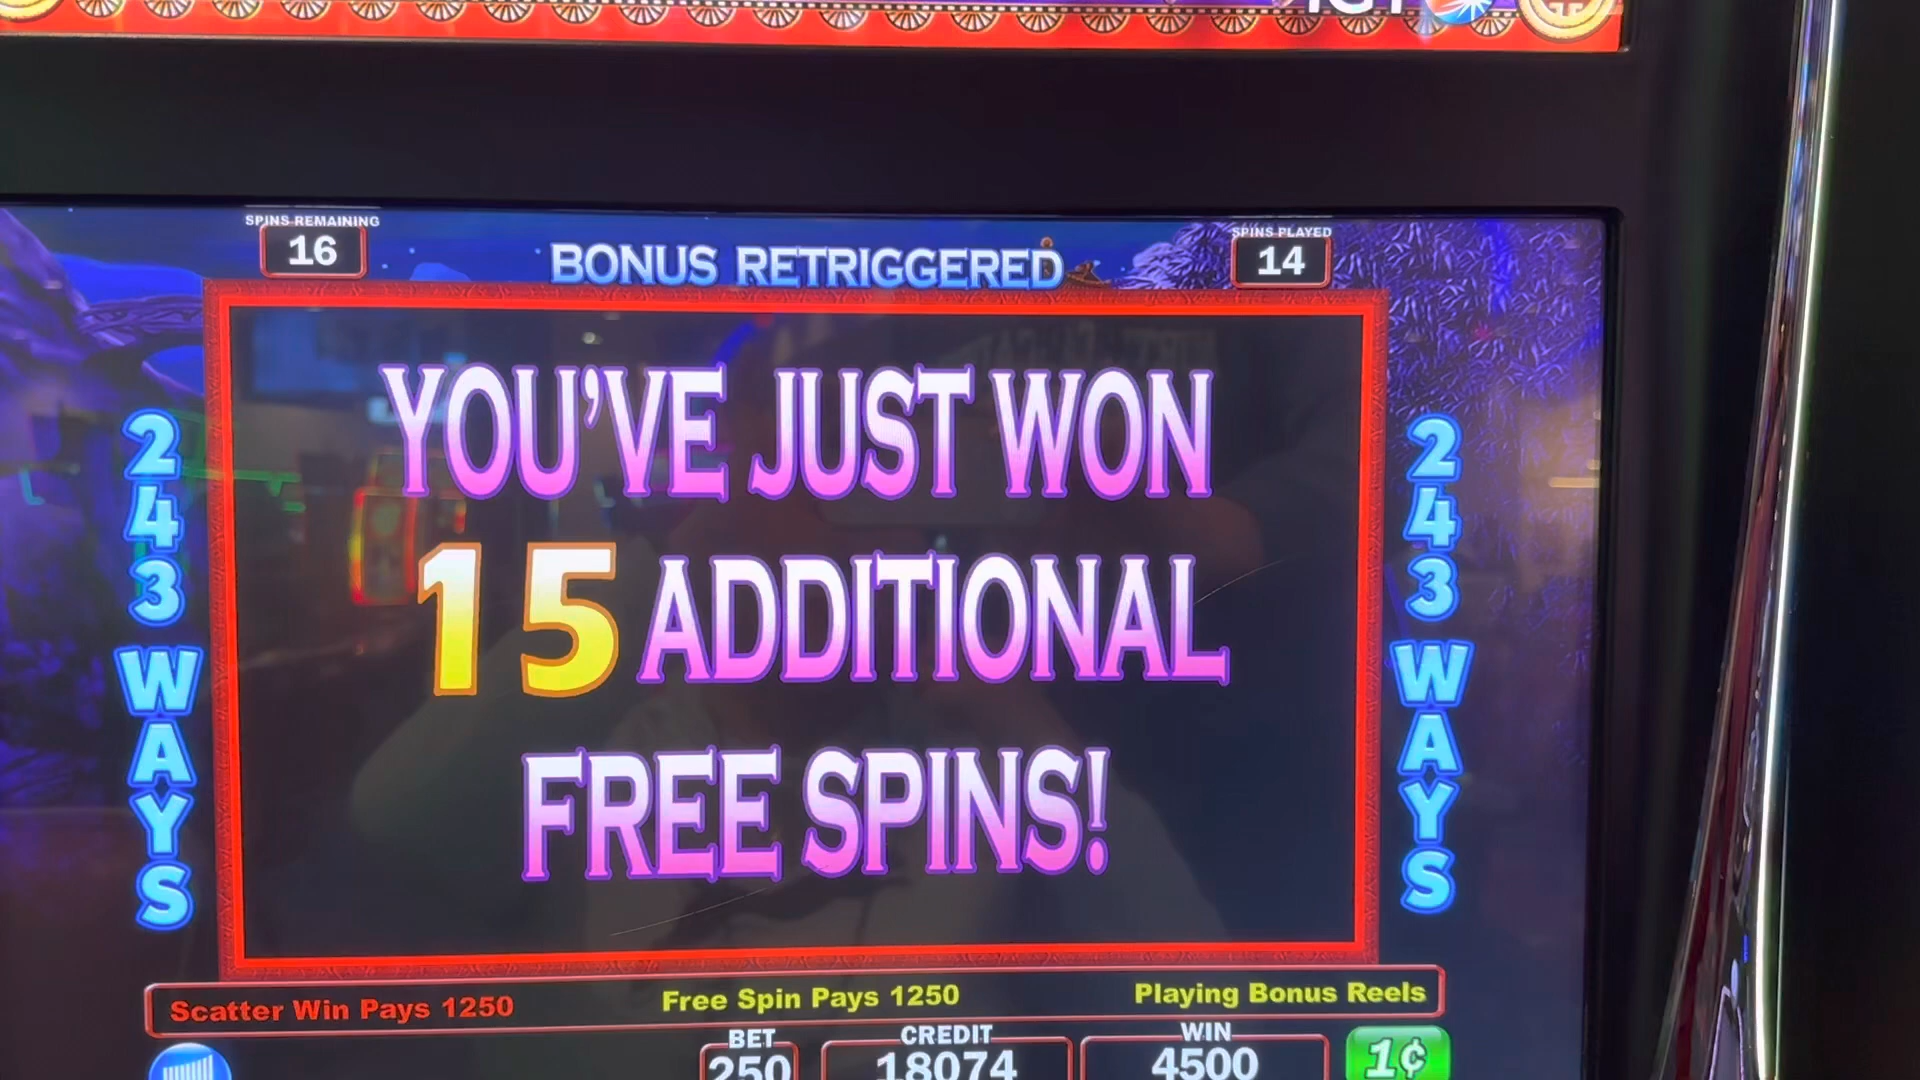 IGT
SPINS REMAINING
16
BONUS RETRIGGERED
SPINS PLAYED
14
YOU'VE JUST WON
15 ADDITIONAL
FREE SPINS!
243 WAYS
243 WAYS
Scatter Win Pays 1250
Free Spin Pays 1250
Playing Bonus Reels
BET
250
CREDIT
18074
WIN
4500
1¢